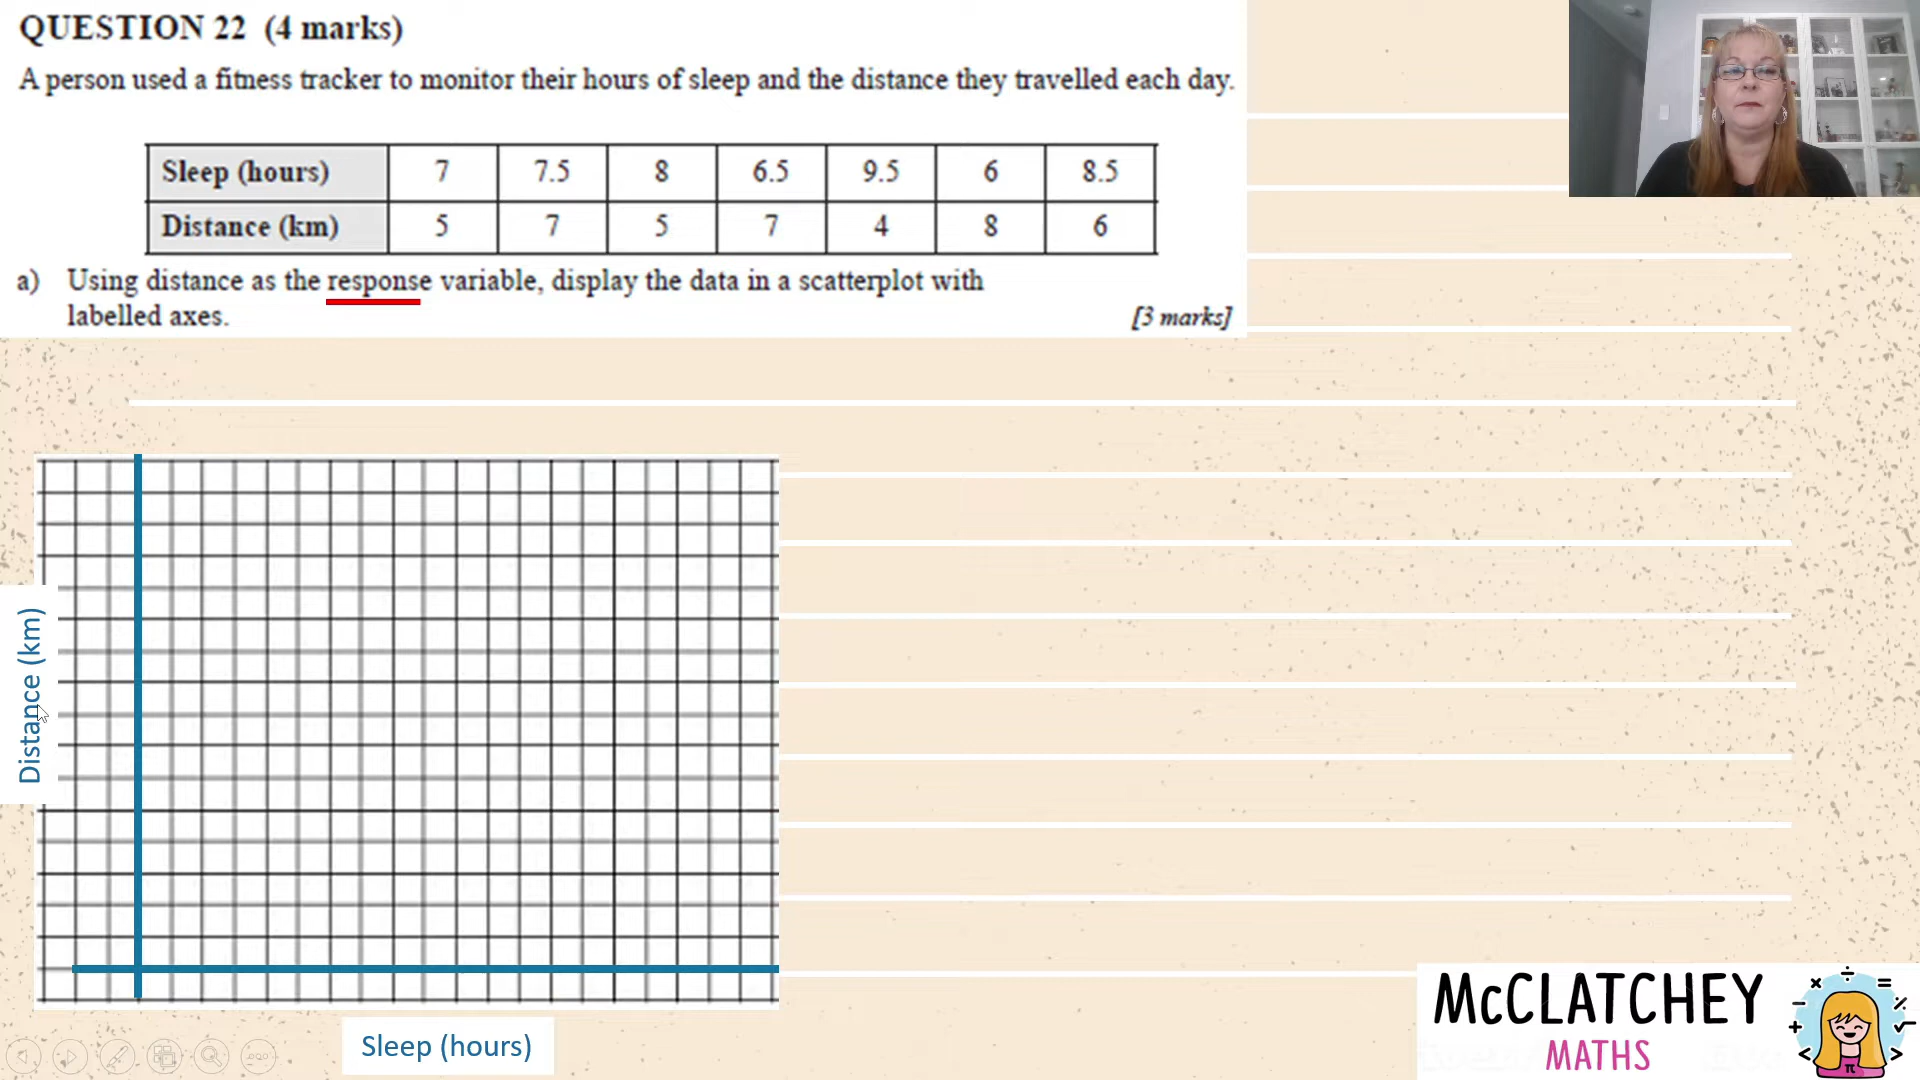 QUESTION 22 (4 marks)
A person used a fitness tracker to monitor their hours of sleep and the distance they travelled each day.
Sleep (hours) 7 7.5 8 6.5 9.5 6 8.5
Distance (km) 5 7 5 7 4 8 6
a) Using distance as the response variable, display the data in a scatterplot with
labelled axes. [3 marks]
Distance (km)
Sleep (hours)
McCLATCHEY
MATHS